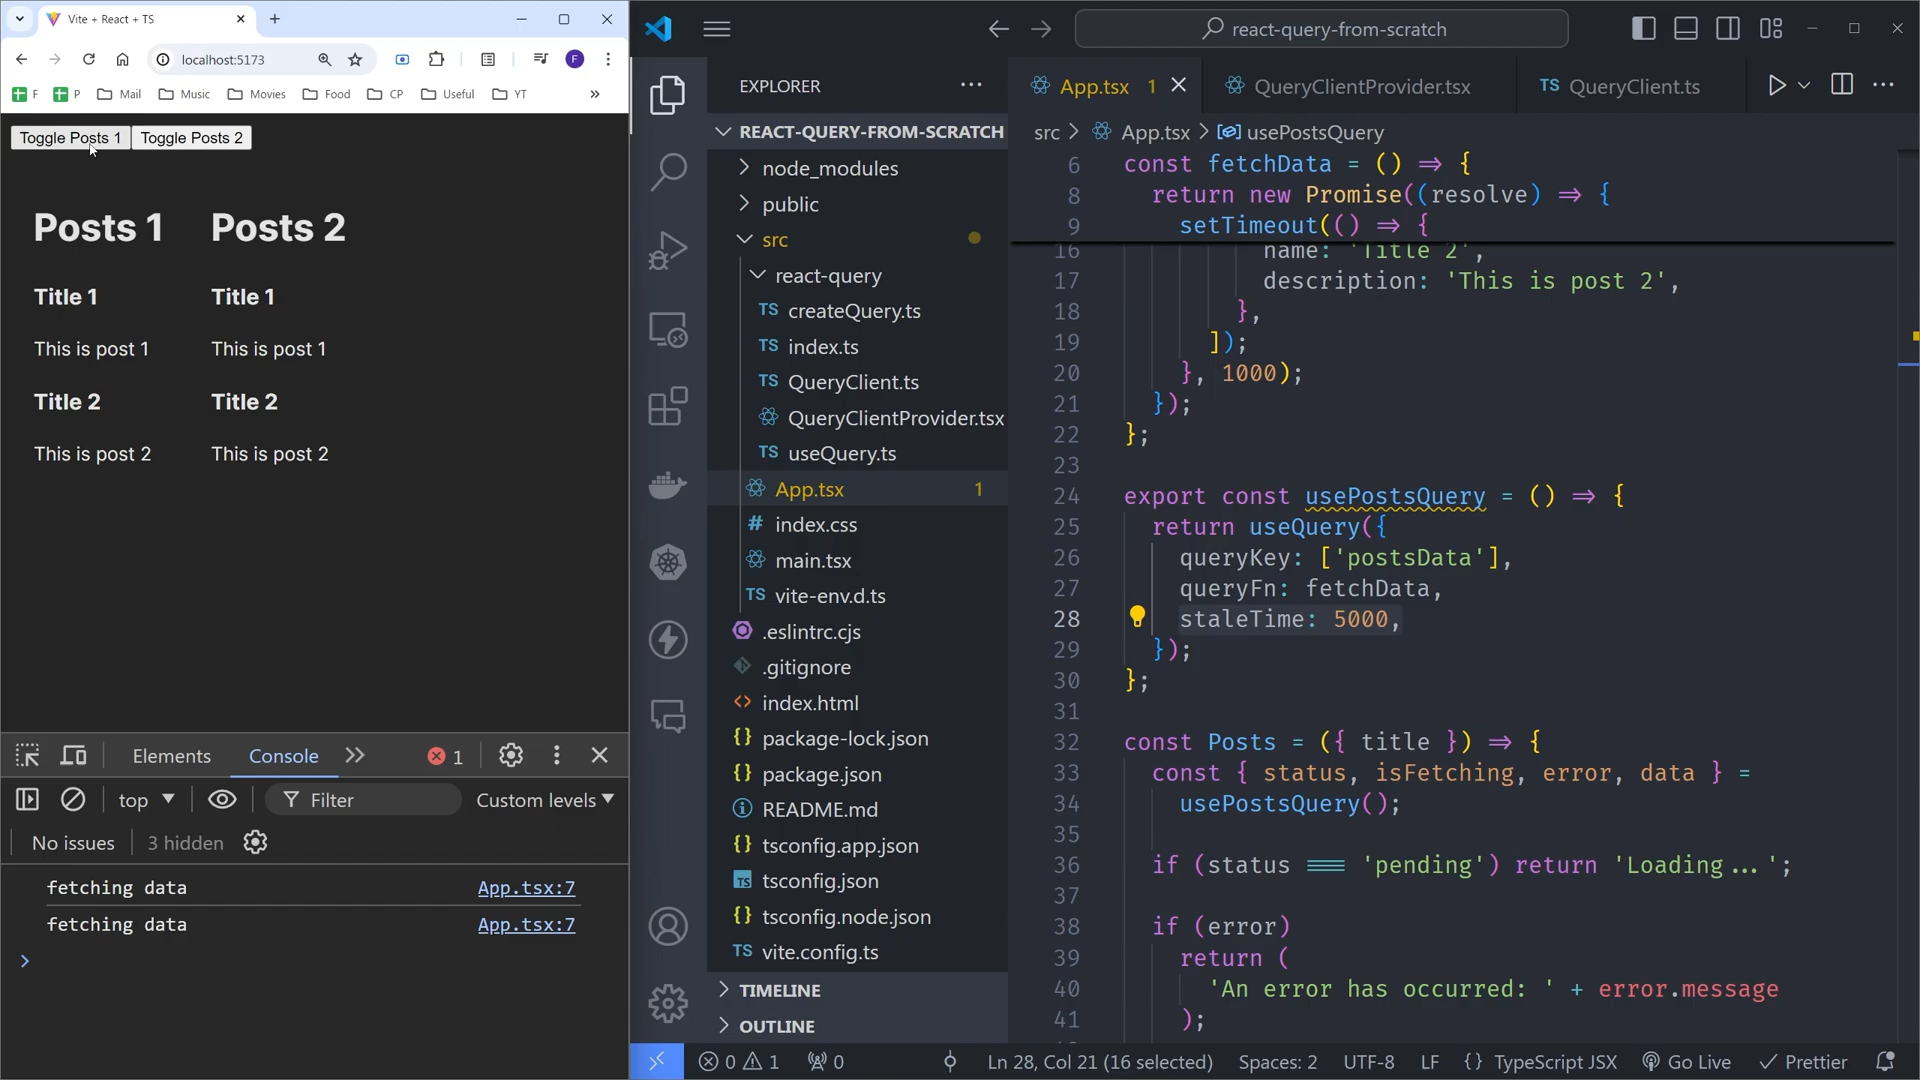 Vite + React + TS
localhost:5173
F
F
P
Mail
Music
Movies
Food
CP
Useful
YT
Toggle Posts 1
Toggle Posts 2
Posts 1
Posts 2
Title 1
Title 1
This is post 1
This is post 1
Title 2
Title 2
This is post 2
This is post 2
Elements
Console
1
top
Filter
Custom levels
No issues
3 hidden
fetching data App.tsx:7
fetching data App.tsx:7
react-query-from-scratch
EXPLORER
REACT-QUERY-FROM-SCRATCH
node_modules
public
src
react-query
TS createQuery.ts
TS index.ts
TS QueryClient.ts
QueryClientProvider.tsx
TS useQuery.ts
App.tsx 1
# index.css
main.tsx
TS vite-env.d.ts
.eslintrc.cjs
.gitignore
<> index.html
{} package-lock.json
{} package.json
README.md
{} tsconfig.app.json
TS tsconfig.json
{} tsconfig.node.json
TS vite.config.ts
TIMELINE
OUTLINE
App.tsx 1
QueryClientProvider.tsx
TS QueryClient.ts
src > App.tsx > usePostsQuery
6 const fetchData = () => {
8 return new Promise((resolve) => {
9 setTimeout(() => {
16 name: 'Title 2',
17 description: 'This is post 2',
18 },
19 ]);
20 }, 1000);
21 });
22 };
23
24 export const usePostsQuery = () => {
25 return useQuery({
26 queryKey: ['postsData'],
27 queryFn: fetchData,
28 staleTime: 5000,
29 });
30 };
31
32 const Posts = ({ title }) => {
33 const { status, isFetching, error, data } =
34 usePostsQuery();
35
36 if (status === 'pending') return 'Loading...';
37
38 if (error)
39 return (
40 'An error has occurred: ' + error.message
41 );
0 1 0
Ln 28, Col 21 (16 selected)
Spaces: 2
UTF-8
LF
{} TypeScript JSX
Go Live
Prettier